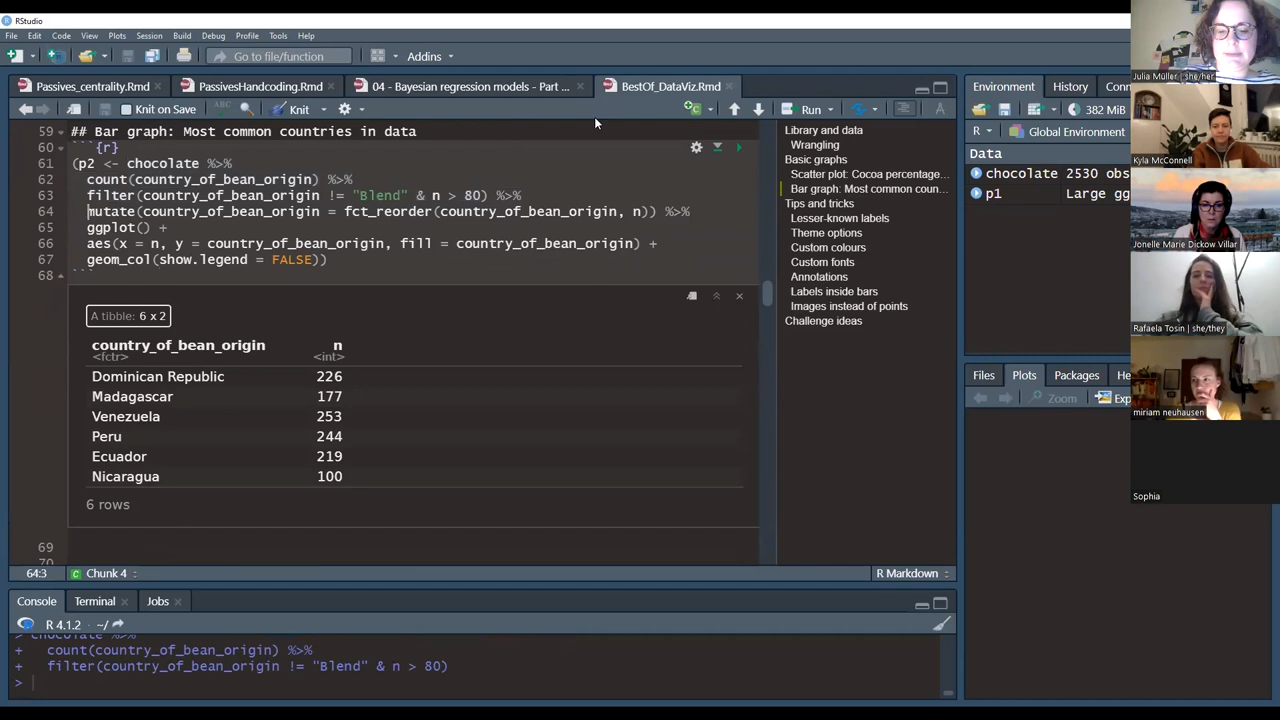 RStudio
File Edit Code View Plots Session Build Debug Profile Tools Help
Go to file/function
Addins
Passives_centrality.Rmd
PassivesHandcoding.Rmd
04 - Bayesian regression models - Part ...
BestOf_DataViz.Rmd
Knit on Save
ABC
Knit
Run
59 ## Bar graph: Most common countries in data
60 ```{r}
61 (p2 <- chocolate %>%
62 count(country_of_bean_origin) %>%
63 filter(country_of_bean_origin != "Blend" & n > 80) %>%
64 mutate(country_of_bean_origin = fct_reorder(country_of_bean_origin, n)) %>%
65 ggplot() +
66 aes(x = n, y = country_of_bean_origin, fill = country_of_bean_origin) +
67 geom_col(show.legend = FALSE))
68 ```
A tibble: 6 x 2
country_of_bean_origin n
<fctr> <int>
Dominican Republic 226
Madagascar 177
Venezuela 253
Peru 244
Ecuador 219
Nicaragua 100
6 rows
69
70
64:3 Chunk 4 R Markdown
Library and data
Wrangling
Basic graphs
Scatter plot: Cocoa percentage...
Bar graph: Most common coun...
Tips and tricks
Lesser-known labels
Theme options
Custom colours
Custom fonts
Annotations
Labels inside bars
Images instead of points
Challenge ideas
Console Terminal Jobs
R 4.1.2 · ~/
> chocolate %>%
+ count(country_of_bean_origin) %>%
+ filter(country_of_bean_origin != "Blend" & n > 80)
>
Environment History Conn
382 MiB
R Global Environment
Data
chocolate 2530 obs
p1 Large gg
Files Plots Packages He
Zoom Exp
Julia Müller | she/her
Kyla McConnell
Jonelle Marie Dickow Villar
Rafaela Tosin | she/they
miriam neuhausen
Sophia